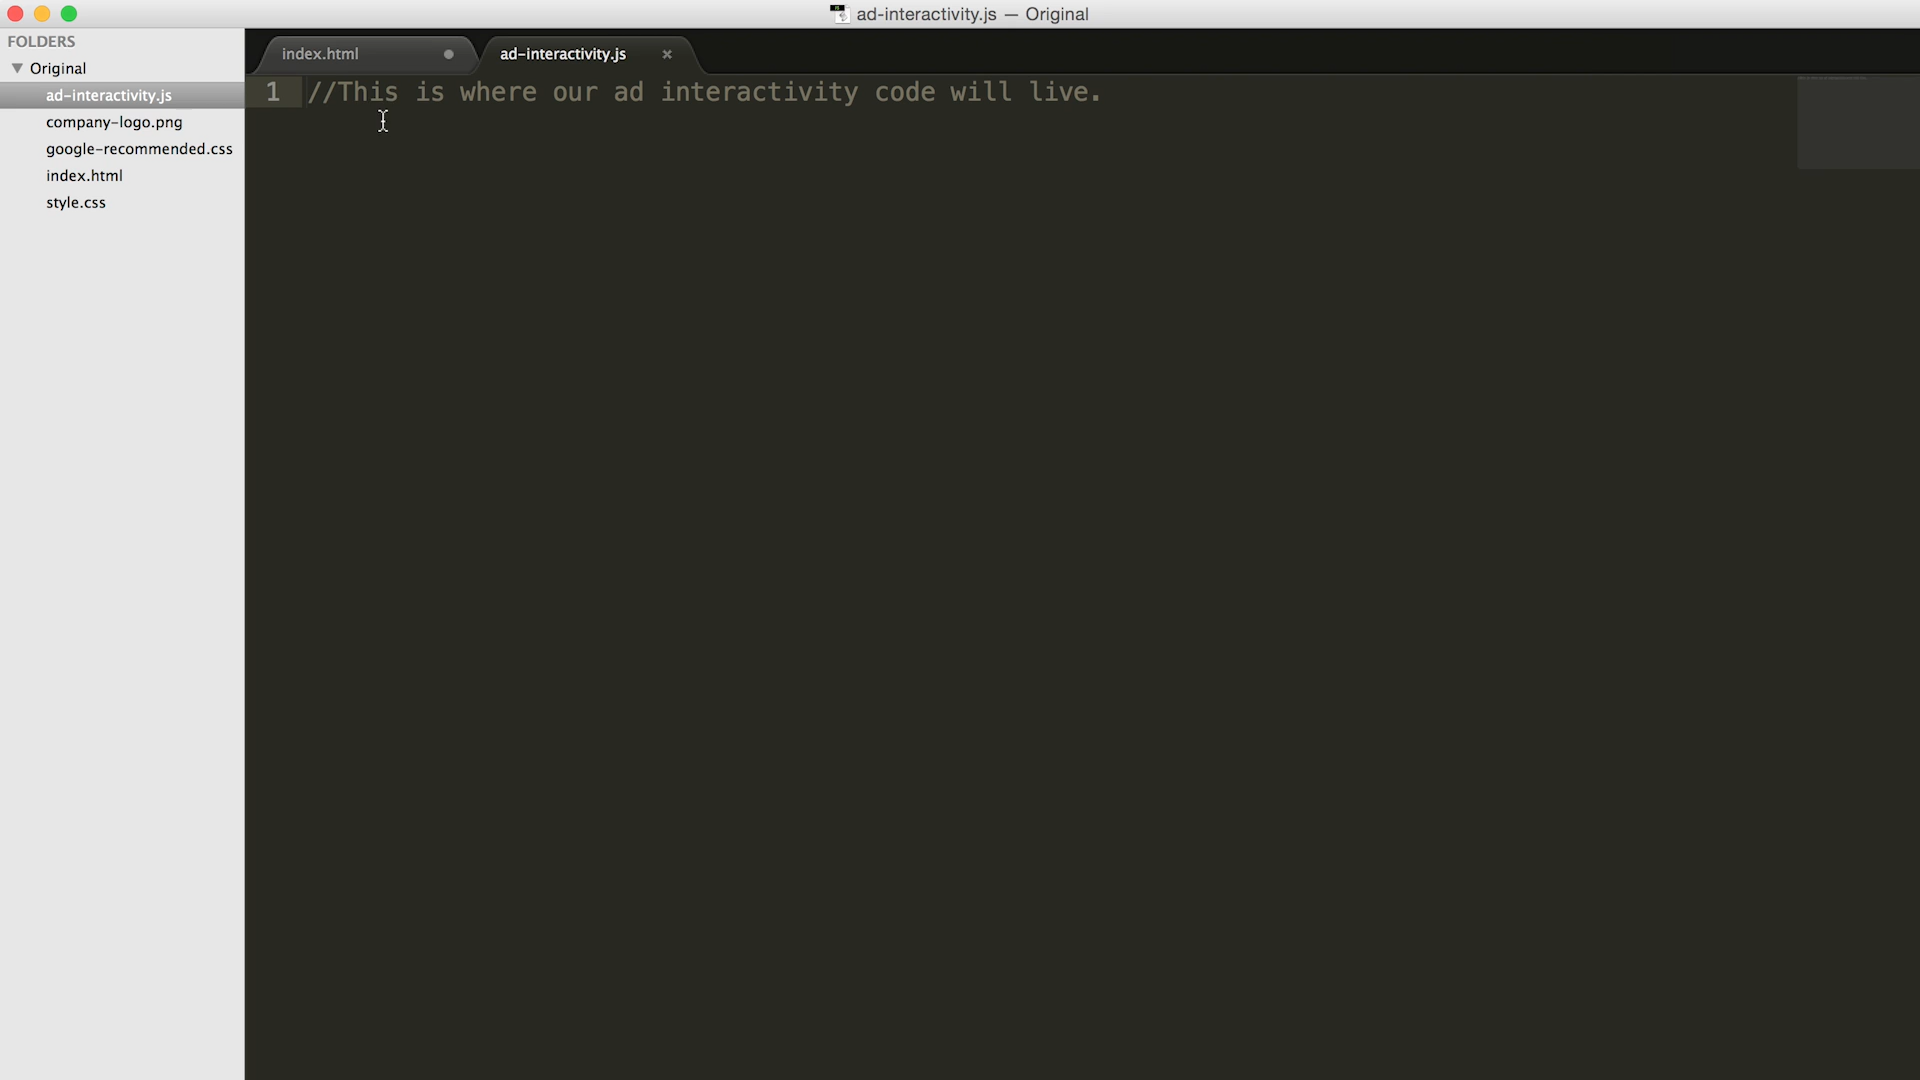 ad-interactivity.js — Original
FOLDERS
Original
ad-interactivity.js
company-logo.png
google-recommended.css
index.html
style.css
index.html
ad-interactivity.js
1 //This is where our ad interactivity code will live.